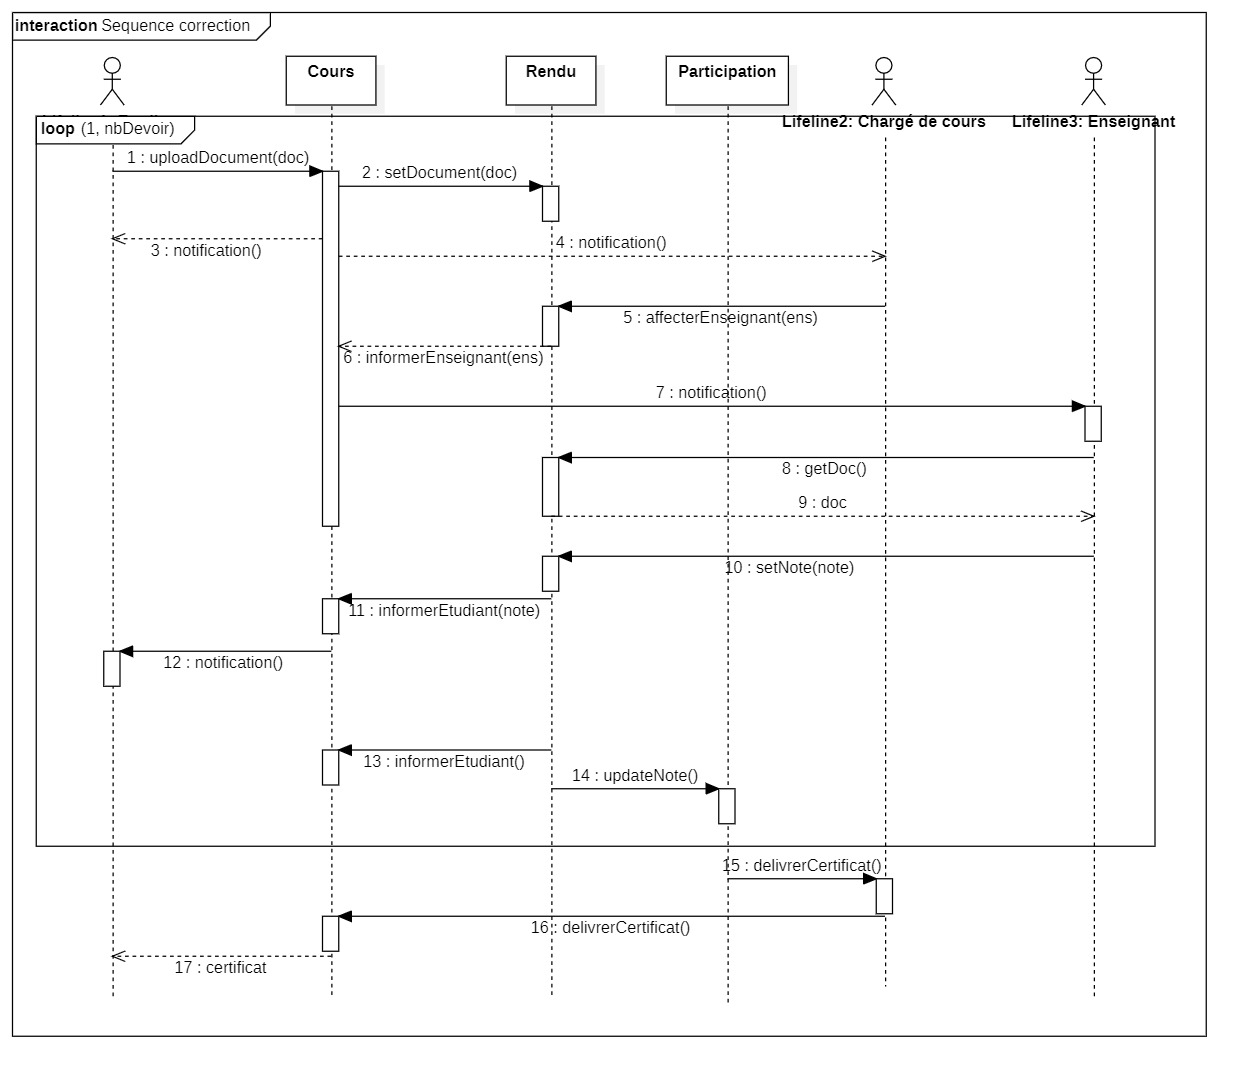 interaction Sequence correction
Cours
Rendu
Participation
Lifeline2: Chargé de cours
Lifeline3: Enseignant
loop (1, nbDevoir)
1 : uploadDocument(doc)
2 : setDocument(doc)
3 : notification()
4 : notification()
5 : affecterEnseignant(ens)
6 : informerEnseignant(ens)
7 : notification()
8 : getDoc()
9 : doc
10 : setNote(note)
11 : informerEtudiant(note)
12 : notification()
13 : informerEtudiant()
14 : updateNote()
15 : delivrerCertificat()
16 : delivrerCertificat()
17 : certificat